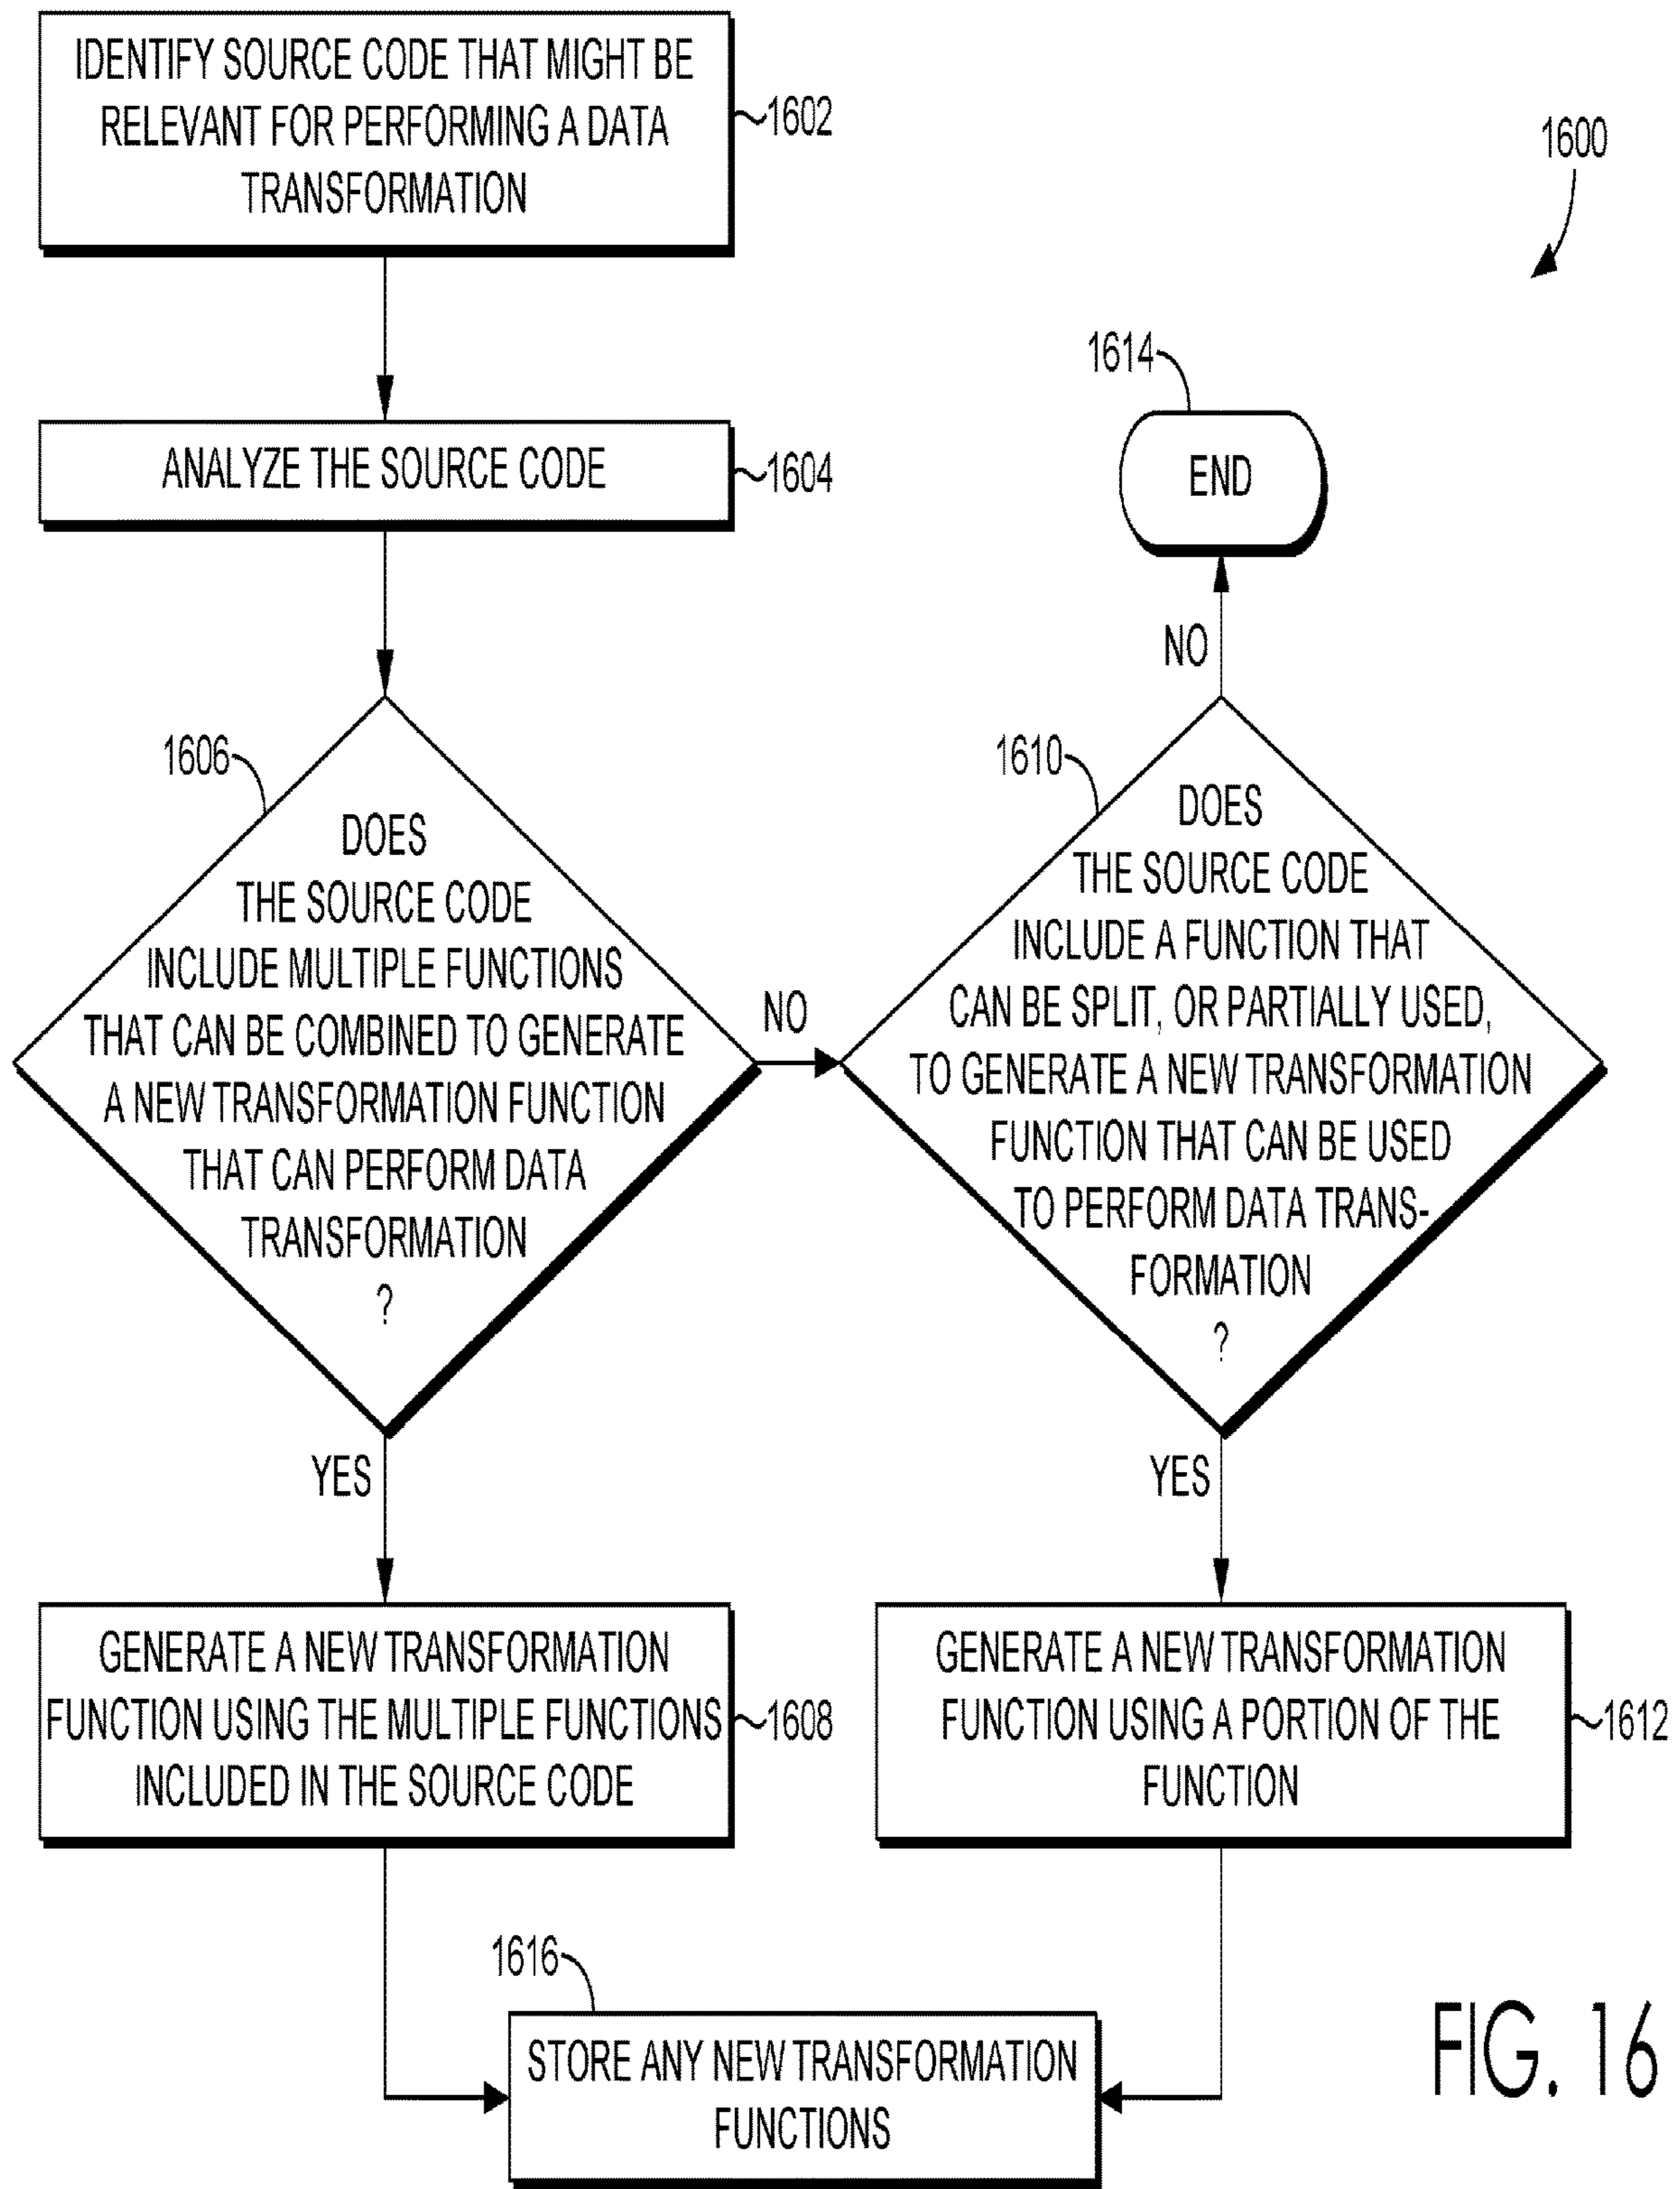 IDENTIFY SOURCE CODE THAT MIGHT BE
RELEVANT FOR PERFORMING A DATA
TRANSFORMATION
1602
1600
ANALYZE THE SOURCE CODE
1604
1614
END
NO
1606
DOES
THE SOURCE CODE
INCLUDE MULTIPLE FUNCTIONS
THAT CAN BE COMBINED TO GENERATE
A NEW TRANSFORMATION FUNCTION
THAT CAN PERFORM DATA
TRANSFORMATION
?
NO
1610
DOES
THE SOURCE CODE
INCLUDE A FUNCTION THAT
CAN BE SPLIT, OR PARTIALLY USED,
TO GENERATE A NEW TRANSFORMATION
FUNCTION THAT CAN BE USED
TO PERFORM DATA TRANS-
FORMATION
?
YES
YES
GENERATE A NEW TRANSFORMATION
FUNCTION USING THE MULTIPLE FUNCTIONS
INCLUDED IN THE SOURCE CODE
1608
GENERATE A NEW TRANSFORMATION
FUNCTION USING A PORTION OF THE
FUNCTION
1612
1616
STORE ANY NEW TRANSFORMATION
FUNCTIONS
FIG. 16